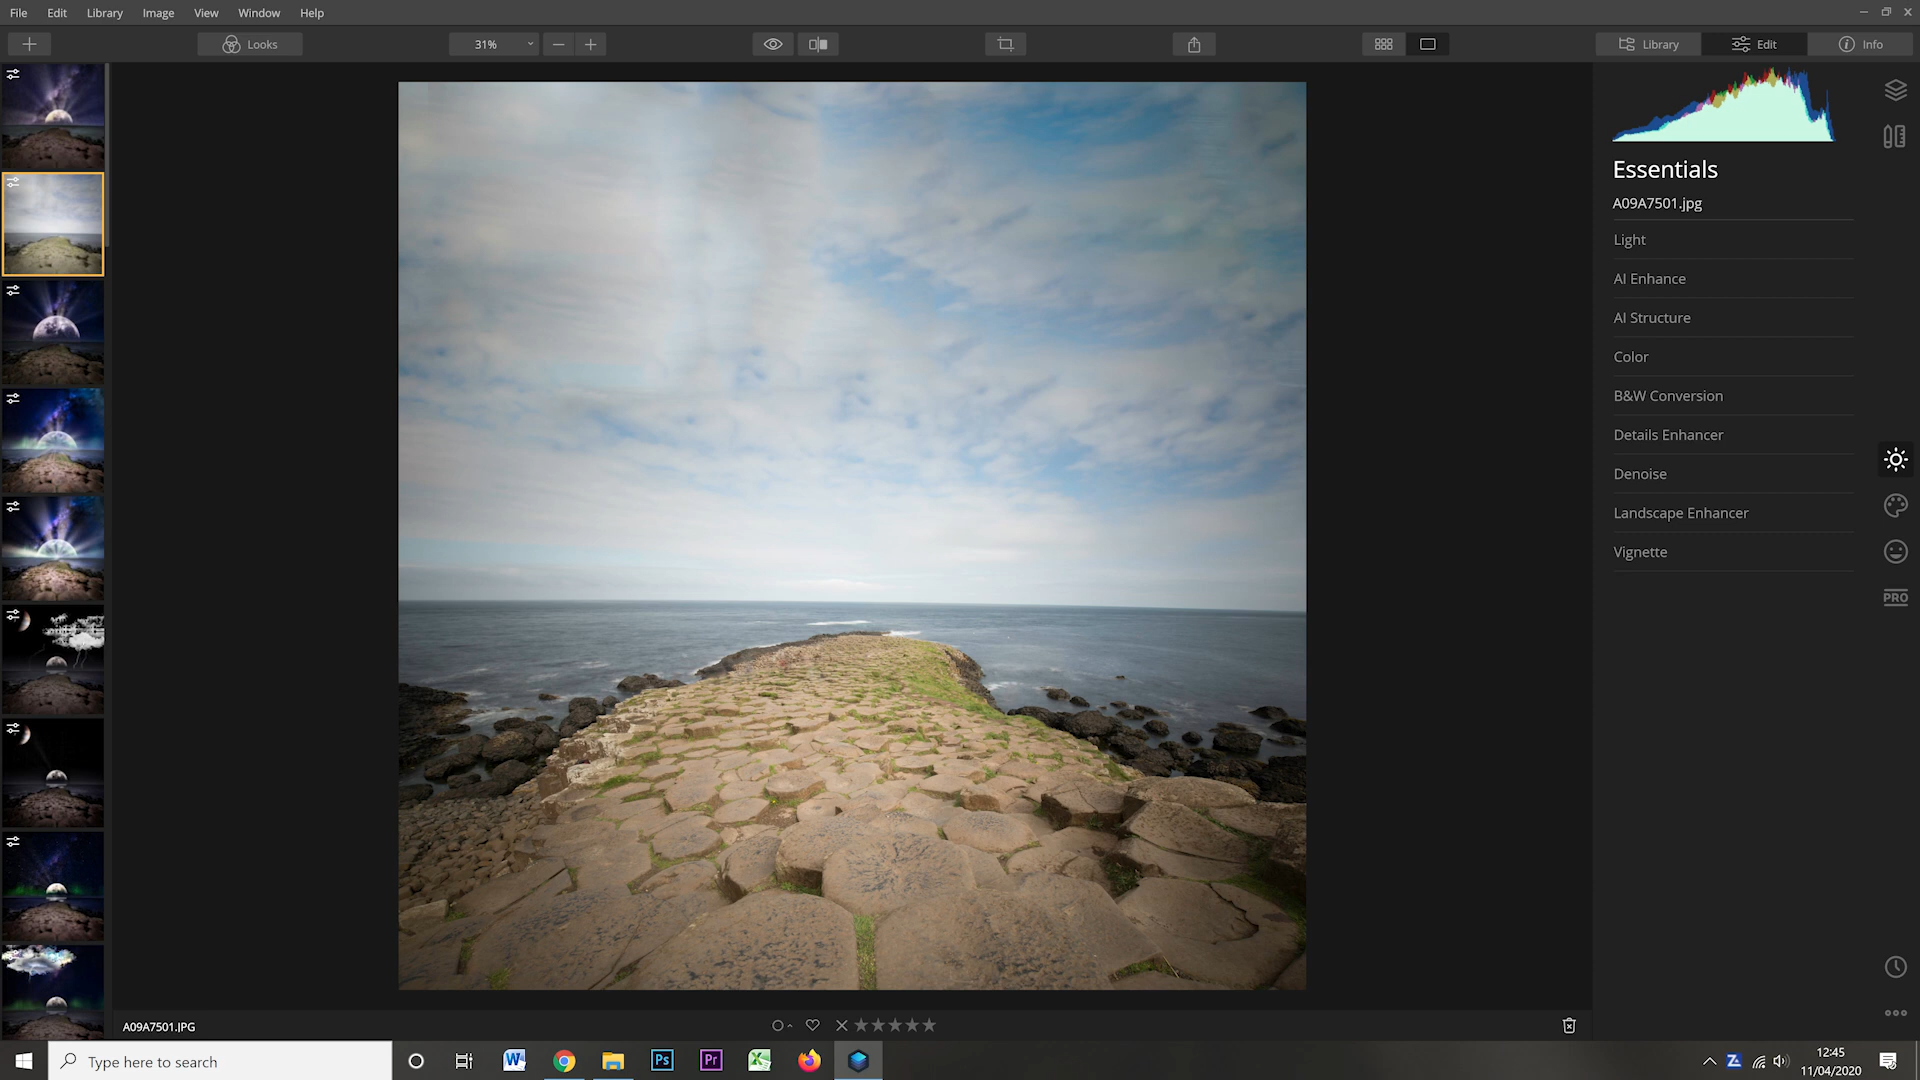 File Edit Library Image View Window Help
Looks 31% Library Edit Info
Essentials
A09A7501.jpg
Light
AI Enhance
AI Structure
Color
B&W Conversion
Details Enhancer
Denoise
Landscape Enhancer
Vignette
PRO
A09A7501.JPG
Type here to search
W Ps Pr X Z
12:45
11/04/2020